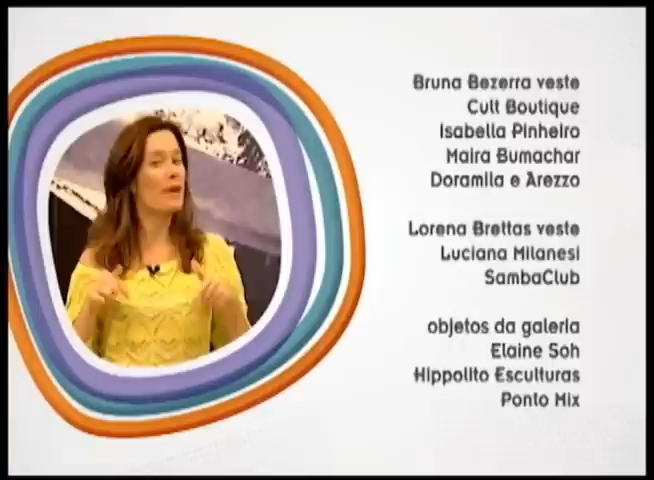 Bruna Bezerra veste
Cult Boutique
Isabella Pinheiro
Maira Bumachar
Doramila e Arezzo
Lorena Brettas veste
Luciana Milanesi
SambaClub
objetos da galeria
Elaine Soh
Hippolito Esculturas
Ponto Mix